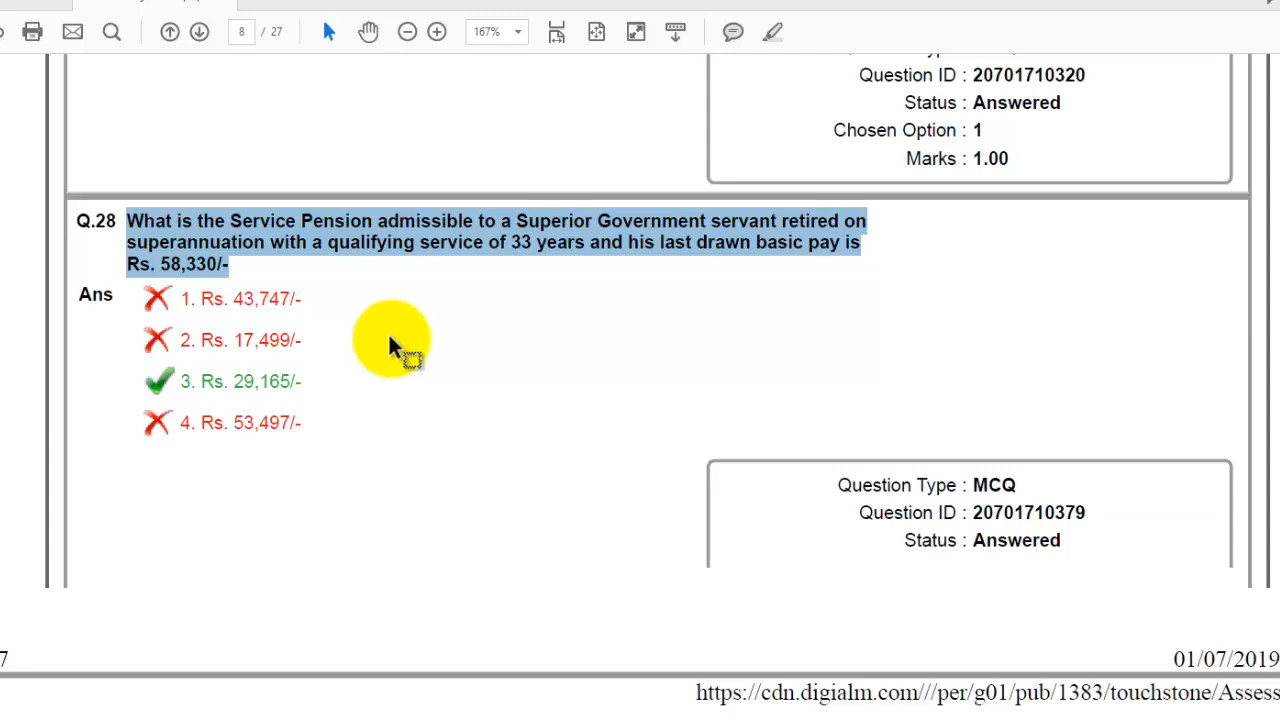 8 / 27
167%
Question ID : 20701710320
Status : Answered
Chosen Option : 1
Marks : 1.00
Q.28 What is the Service Pension admissible to a Superior Government servant retired on
superannuation with a qualifying service of 33 years and his last drawn basic pay is
Rs. 58,330/-
Ans
1. Rs. 43,747/-
2. Rs. 17,499/-
3. Rs. 29,165/-
4. Rs. 53,497/-
Question Type : MCQ
Question ID : 20701710379
Status : Answered
7
01/07/2019
https://cdn.digialm.com///per/g01/pub/1383/touchstone/Assess